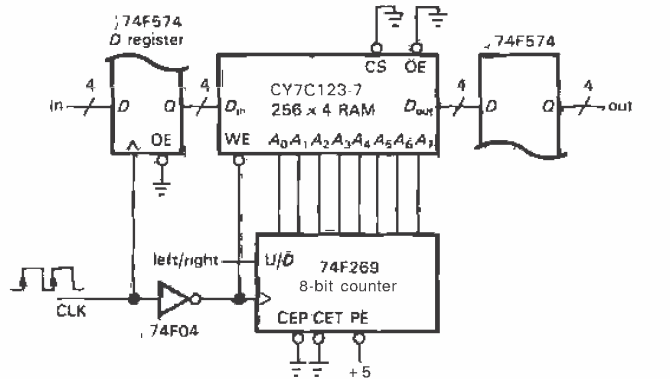 74F574
D register
74F574
CS
OE
4
in
D
Q
4
Din
CY7C123-7
256 × 4 RAM
Dout
4
D
Q
4
out
OE
WE
A0 A1 A2 A3 A4 A5 A6 A7
left/right
U/D̄
74F269
8-bit counter
CLK
74F04
CEP CET PE
+5